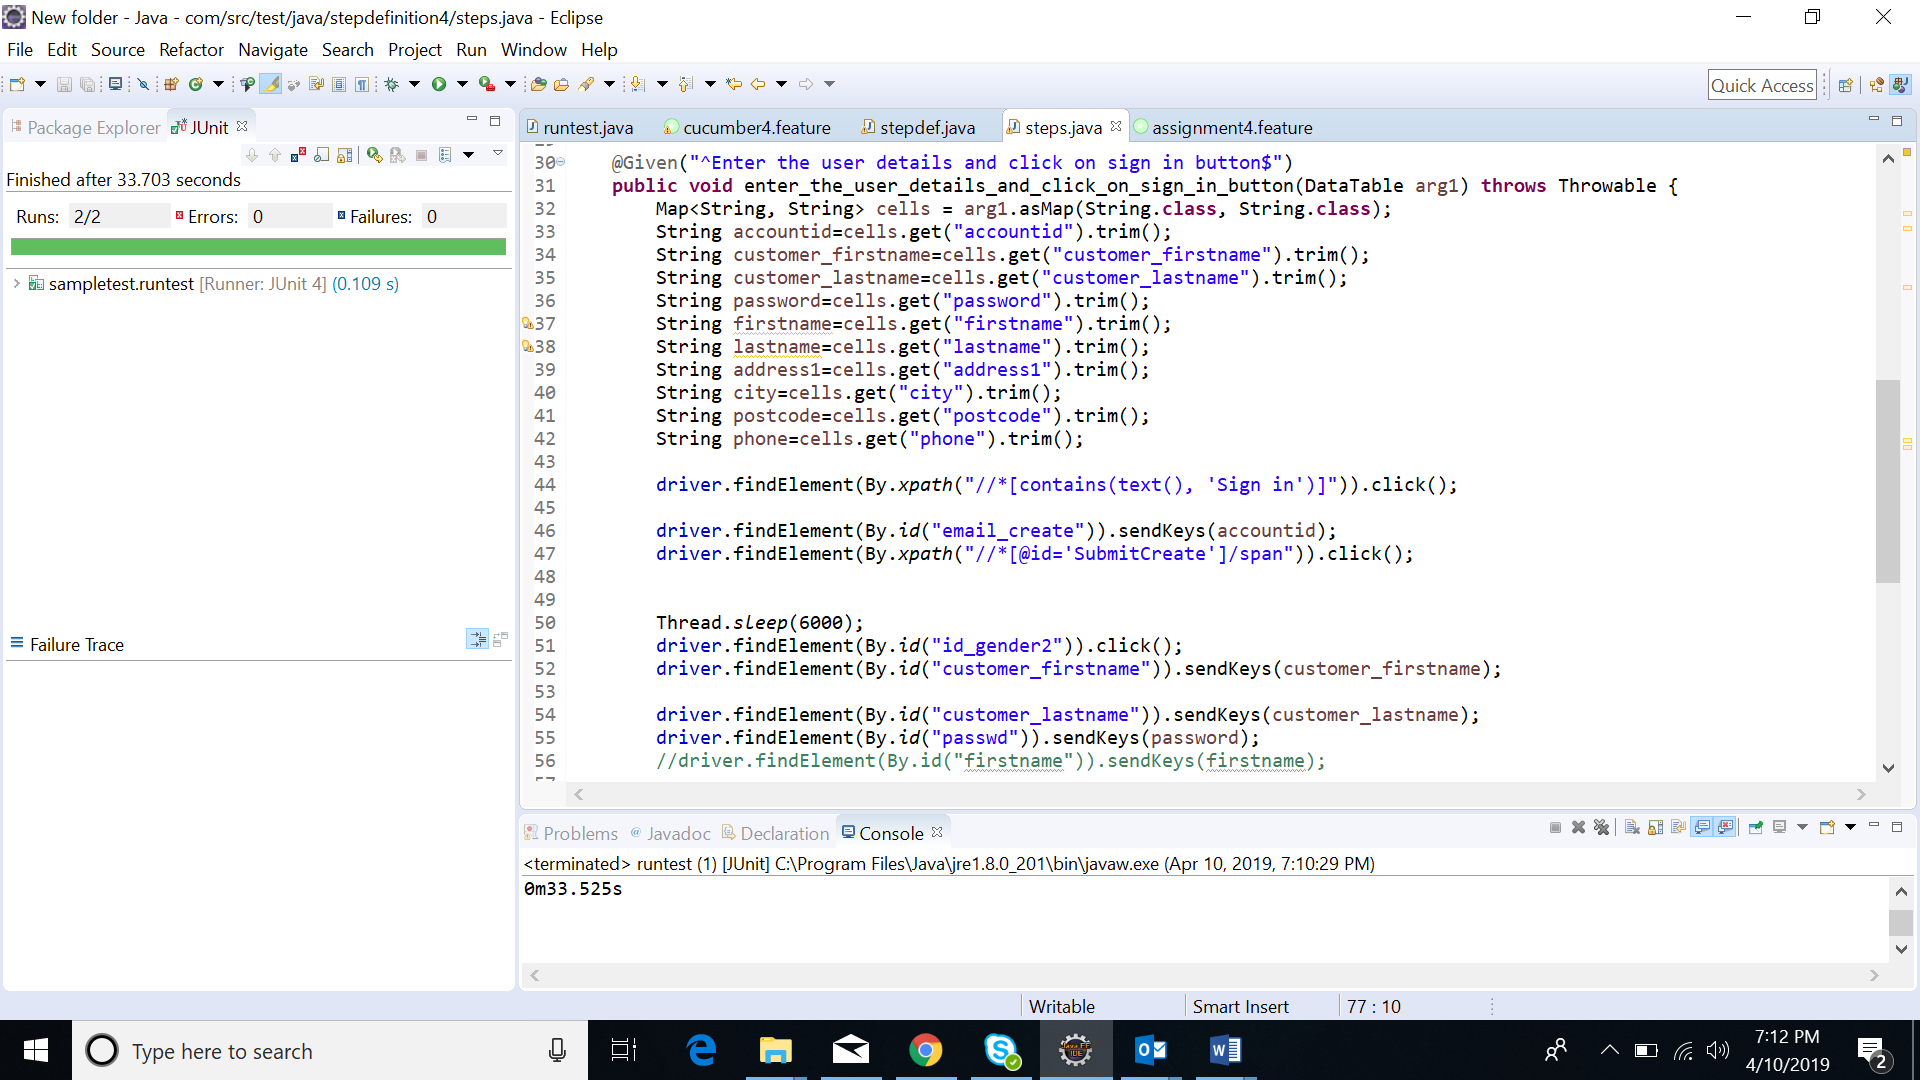 New folder - Java - com/src/test/java/stepdefinition4/steps.java - Eclipse
File Edit Source Refactor Navigate Search Project Run Window Help
Quick Access
Package Explorer JUnit
Finished after 33.703 seconds
Runs: 2/2 Errors: 0 Failures: 0
sampletest.runtest [Runner: JUnit 4] (0.109 s)
Failure Trace
runtest.java cucumber4.feature stepdef.java steps.java assignment4.feature
30 @Given("^Enter the user details and click on sign in button$")
31 public void enter_the_user_details_and_click_on_sign_in_button(DataTable arg1) throws Throwable {
32 Map<String, String> cells = arg1.asMap(String.class, String.class);
33 String accountid=cells.get("accountid").trim();
34 String customer_firstname=cells.get("customer_firstname").trim();
35 String customer_lastname=cells.get("customer_lastname").trim();
36 String password=cells.get("password").trim();
37 String firstname=cells.get("firstname").trim();
38 String lastname=cells.get("lastname").trim();
39 String address1=cells.get("address1").trim();
40 String city=cells.get("city").trim();
41 String postcode=cells.get("postcode").trim();
42 String phone=cells.get("phone").trim();
43
44 driver.findElement(By.xpath("//*[contains(text(), 'Sign in')]")).click();
45
46 driver.findElement(By.id("email_create")).sendKeys(accountid);
47 driver.findElement(By.xpath("//*[@id='SubmitCreate']/span")).click();
48
49
50 Thread.sleep(6000);
51 driver.findElement(By.id("id_gender2")).click();
52 driver.findElement(By.id("customer_firstname")).sendKeys(customer_firstname);
53
54 driver.findElement(By.id("customer_lastname")).sendKeys(customer_lastname);
55 driver.findElement(By.id("passwd")).sendKeys(password);
56 //driver.findElement(By.id("firstname")).sendKeys(firstname);
Problems Javadoc Declaration Console
<terminated> runtest (1) [JUnit] C:\Program Files\Java\jre1.8.0_201\bin\javaw.exe (Apr 10, 2019, 7:10:29 PM)
0m33.525s
Writable Smart Insert 77 : 10
Type here to search
7:12 PM
4/10/2019
2